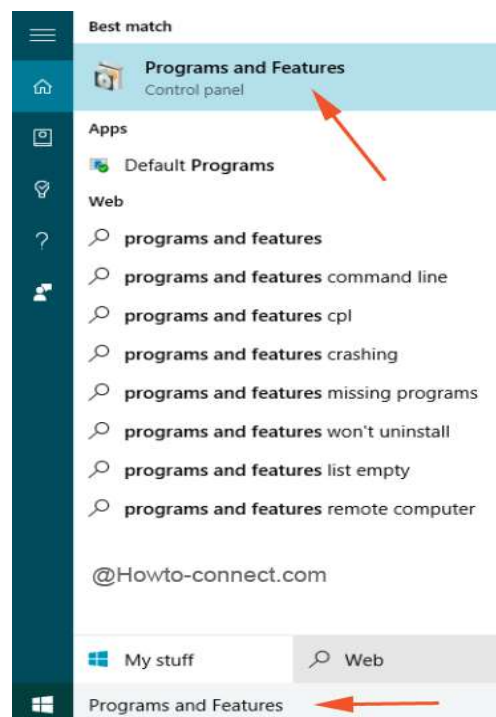 Best match
Programs and Features
Control panel
Apps
Default Programs
Web
programs and features
programs and features command line
programs and features cpl
programs and features crashing
programs and features missing programs
programs and features won't uninstall
programs and features list empty
programs and features remote computer
@Howto-connect.com
My stuff
Web
Programs and Features